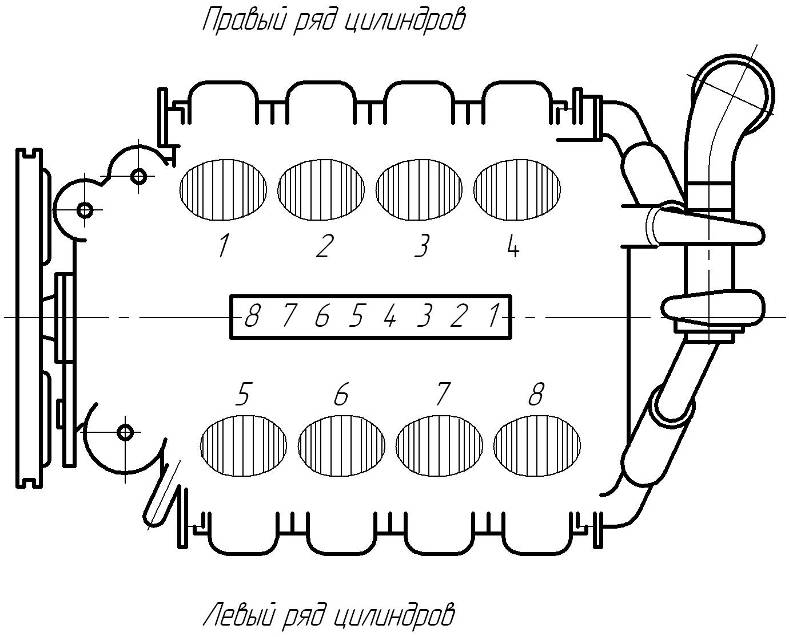 Правый ряд цилиндров
1 2 3 4
8 7 6 5 4 3 2 1
5 6 7 8
Левый ряд цилиндров